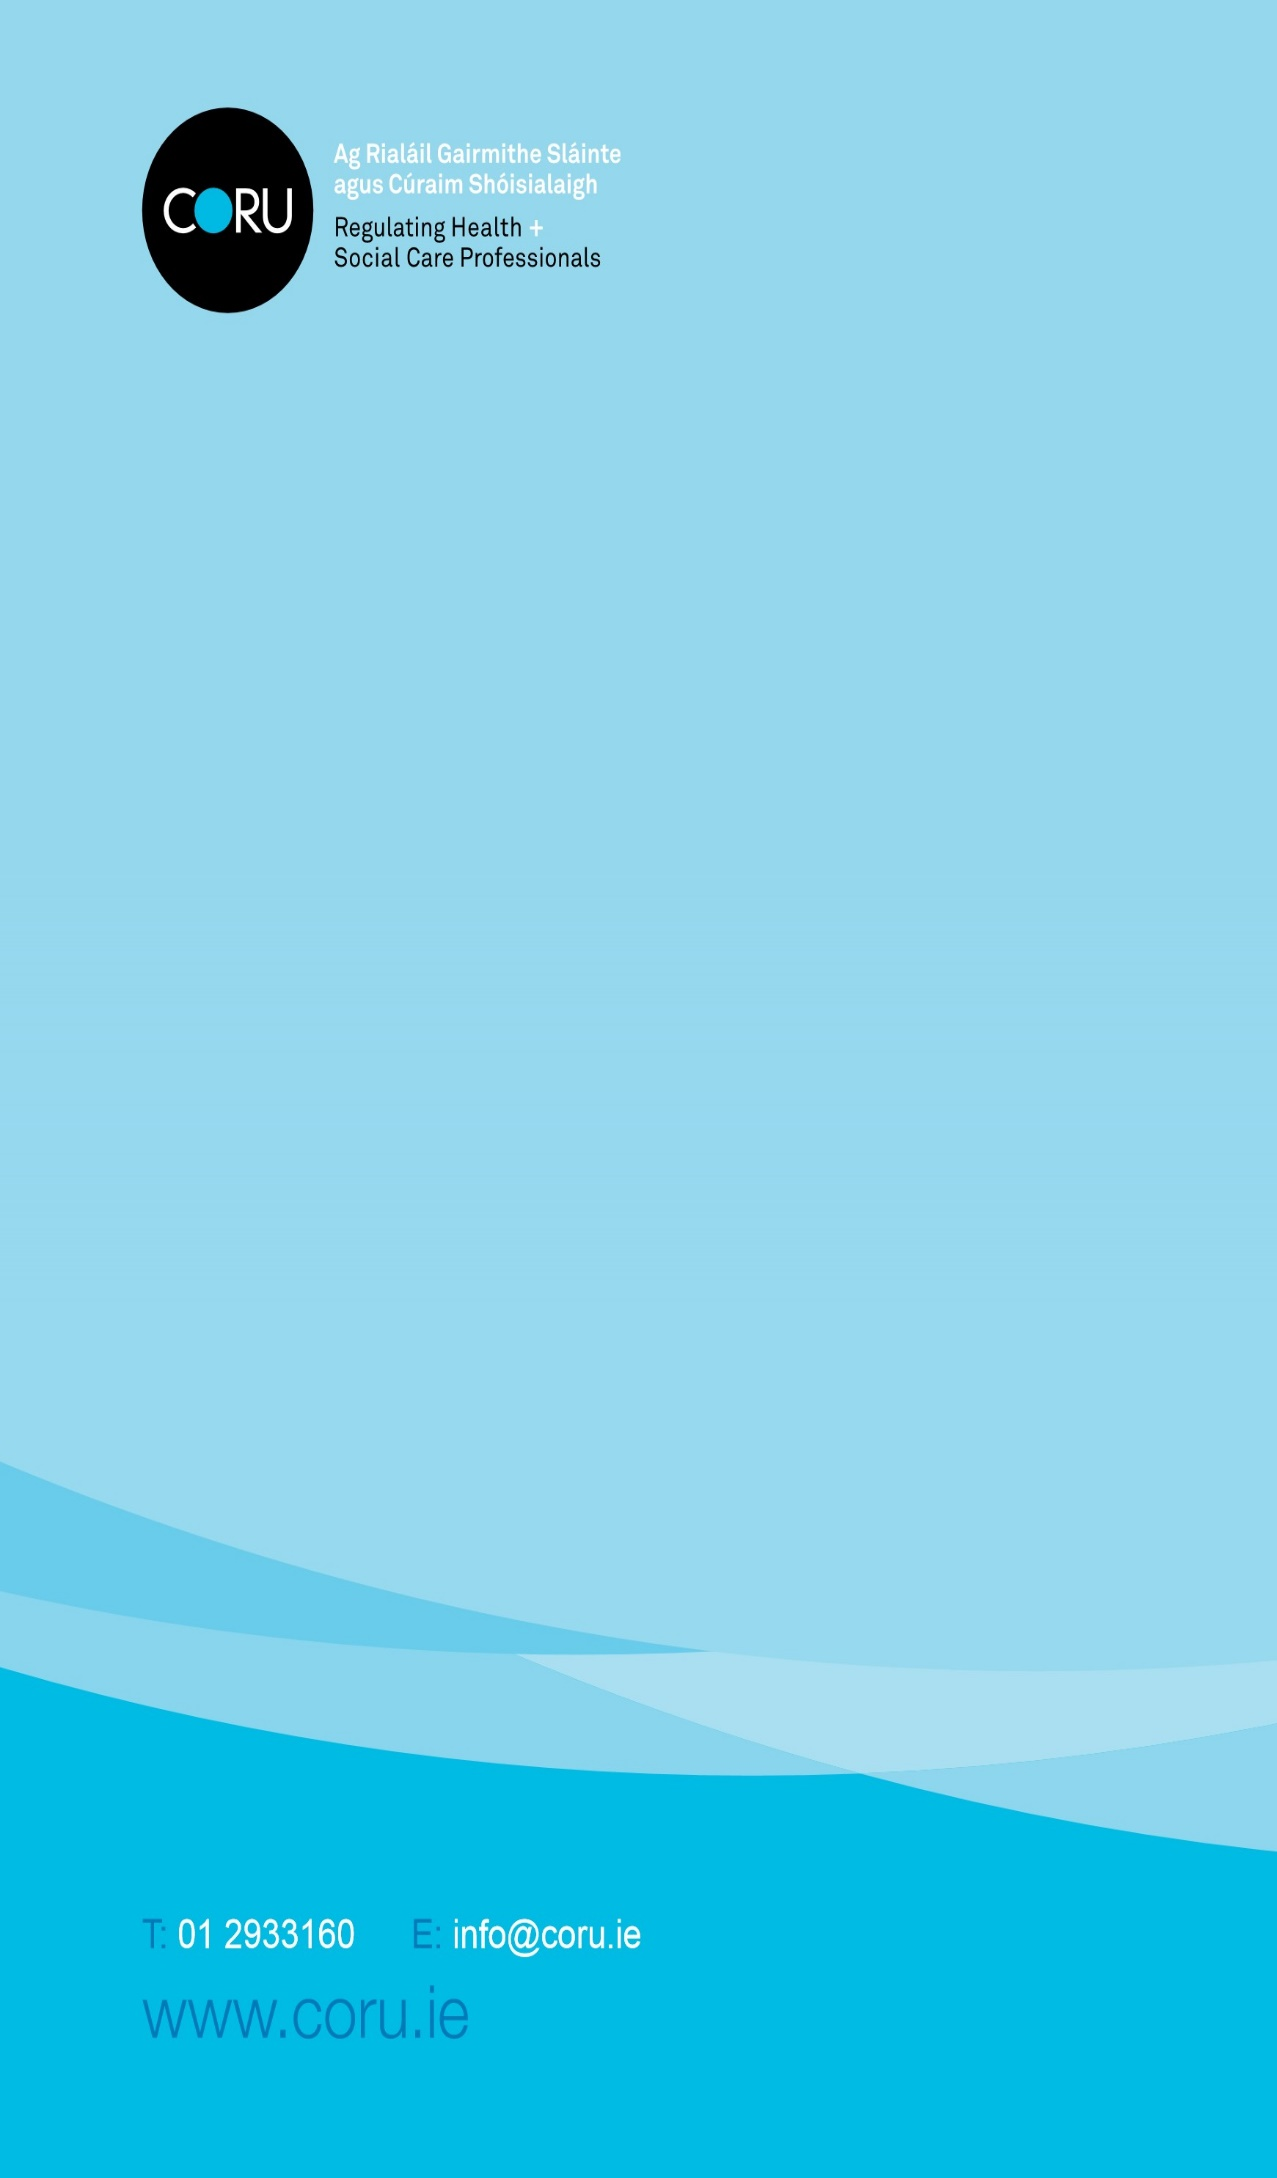 CORU
Ag Rialáil Gairmithe Sláinte
agus Cúraim Shóisialaigh
Regulating Health +
Social Care Professionals
T: 01 2933160 E: info@coru.ie
www.coru.ie